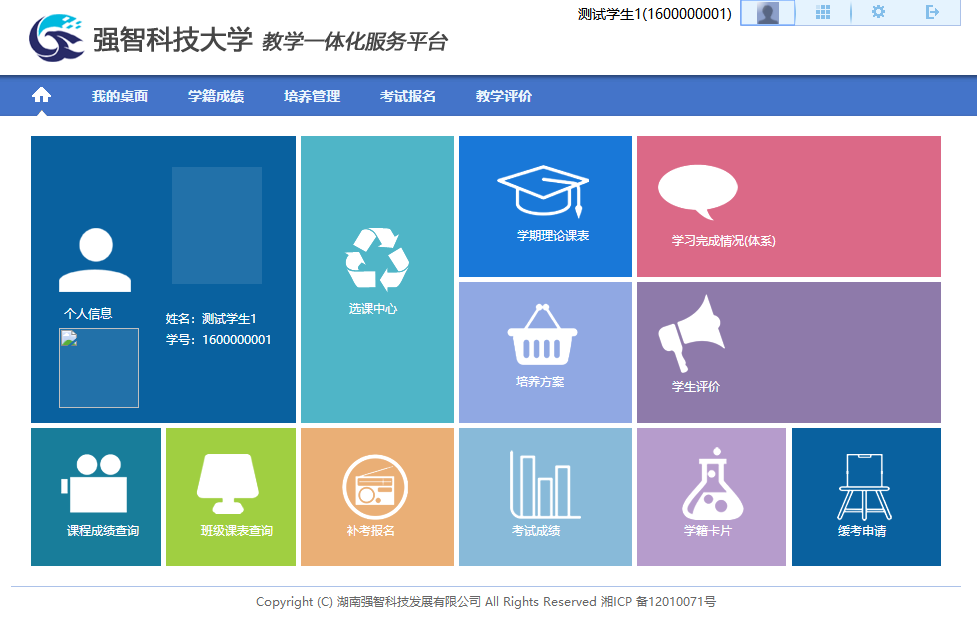 测试学生1(1600000001)
强智科技大学 教学一体化服务平台
我的桌面 学籍成绩 培养管理 考试报名 教学评价
个人信息
姓名：测试学生1
学号：1600000001
选课中心
学期理论课表
学习完成情况(体系)
培养方案
学生评价
课程成绩查询
班级课表查询
补考报名
考试成绩
学籍卡片
缓考申请
Copyright (C) 湖南强智科技发展有限公司 All Rights Reserved 湘ICP 备12010071号